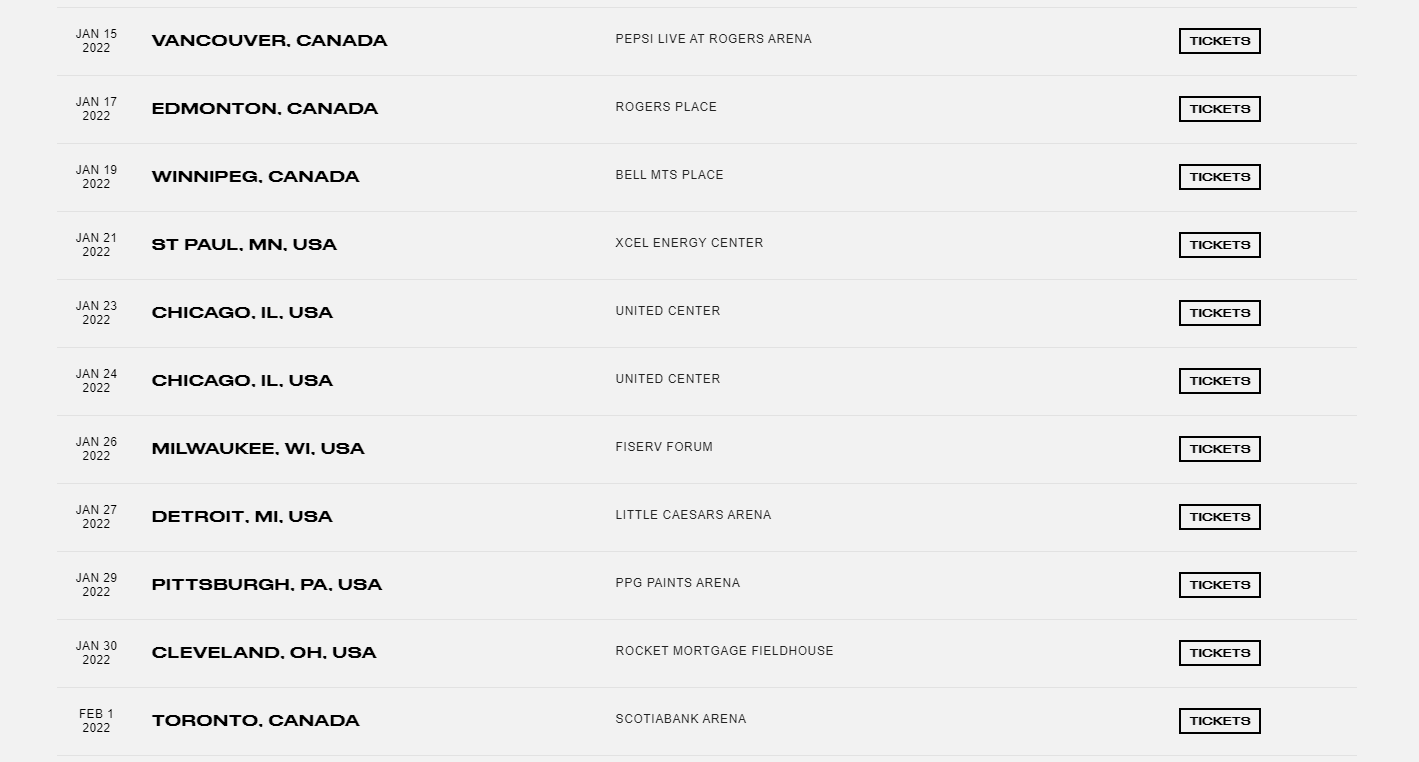 JAN 15
2022
VANCOUVER, CANADA
PEPSI LIVE AT ROGERS ARENA
TICKETS
JAN 17
2022
EDMONTON, CANADA
ROGERS PLACE
TICKETS
JAN 19
2022
WINNIPEG, CANADA
BELL MTS PLACE
TICKETS
JAN 21
2022
ST PAUL, MN, USA
XCEL ENERGY CENTER
TICKETS
JAN 23
2022
CHICAGO, IL, USA
UNITED CENTER
TICKETS
JAN 24
2022
CHICAGO, IL, USA
UNITED CENTER
TICKETS
JAN 26
2022
MILWAUKEE, WI, USA
FISERV FORUM
TICKETS
JAN 27
2022
DETROIT, MI, USA
LITTLE CAESARS ARENA
TICKETS
JAN 29
2022
PITTSBURGH, PA, USA
PPG PAINTS ARENA
TICKETS
JAN 30
2022
CLEVELAND, OH, USA
ROCKET MORTGAGE FIELDHOUSE
TICKETS
FEB 1
2022
TORONTO, CANADA
SCOTIABANK ARENA
TICKETS